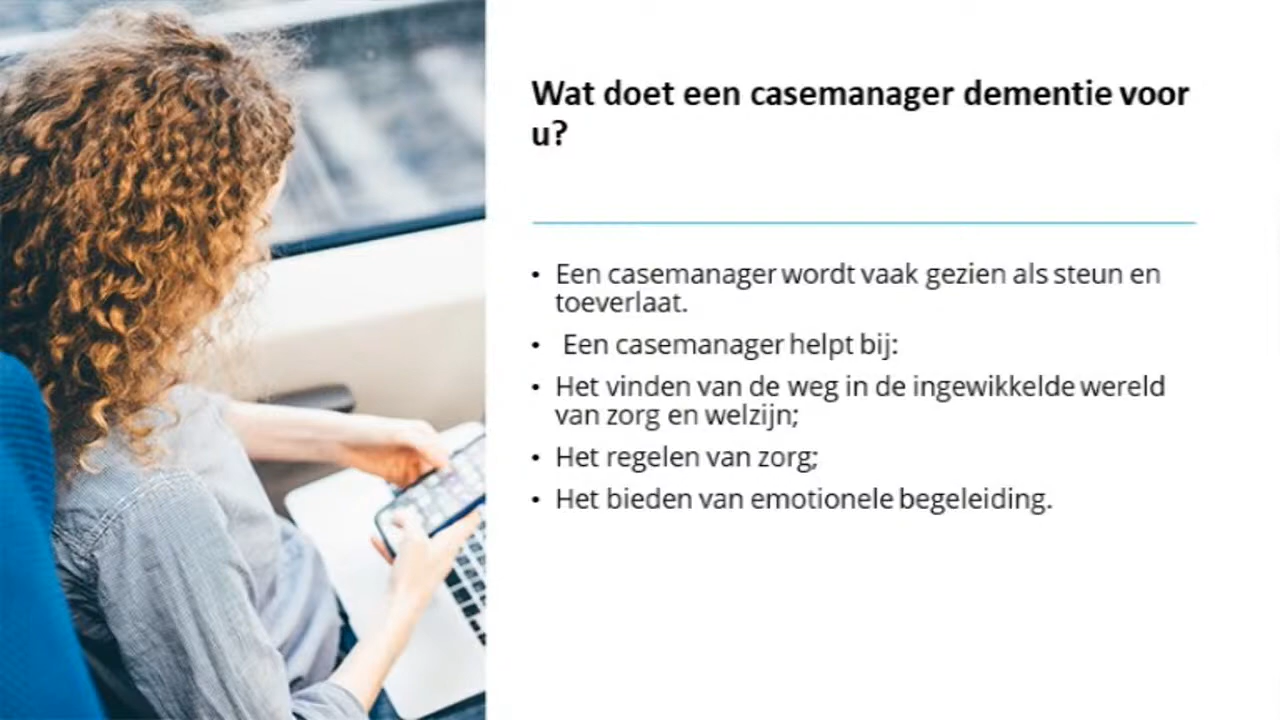 Wat doet een casemanager dementie voor
u?
• Een casemanager wordt vaak gezien als steun en
toeverlaat.
• Een casemanager helpt bij:
• Het vinden van de weg in de ingewikkelde wereld
van zorg en welzijn;
• Het regelen van zorg;
• Het bieden van emotionele begeleiding.